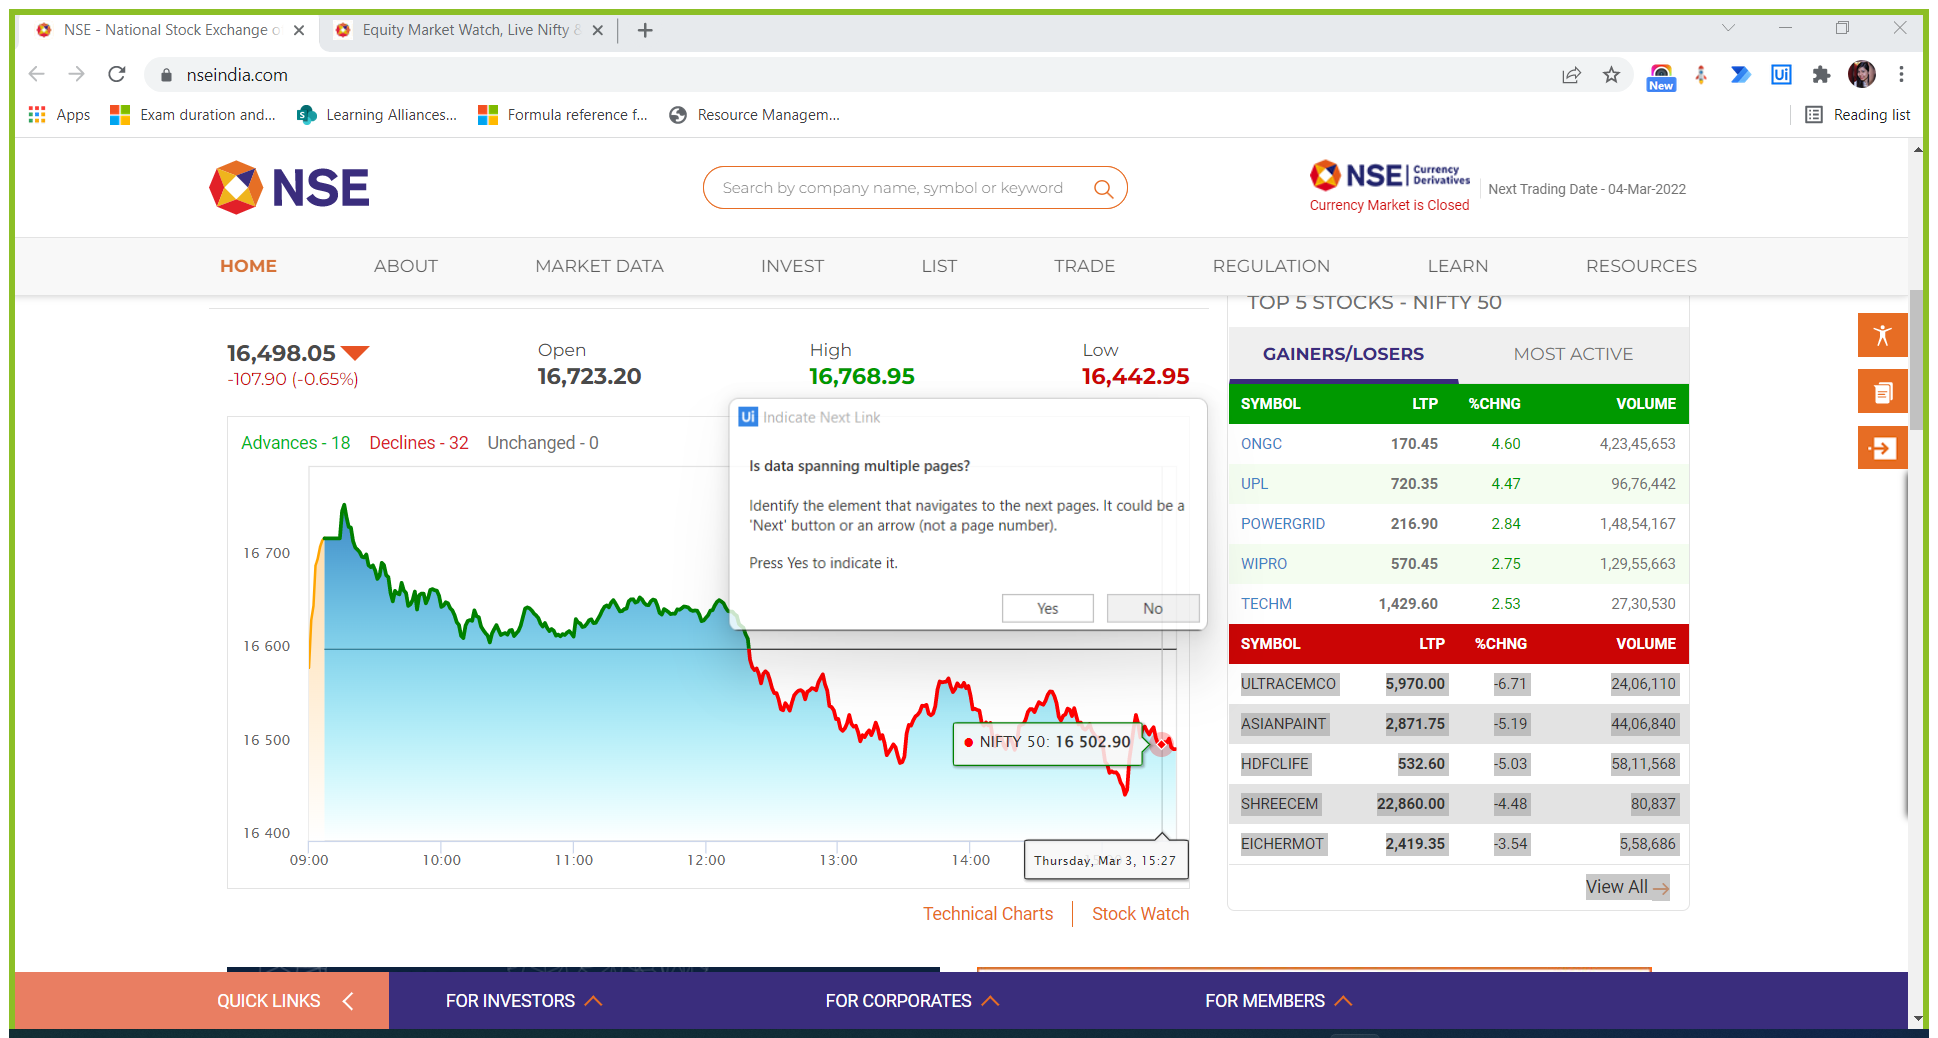 NSE - National Stock Exchange o
Equity Market Watch, Live Nifty &
nseindia.com
New
Ui
Apps
Exam duration and...
Learning Alliances...
Formula reference f...
Resource Managem...
Reading list
NSE
Search by company name, symbol or keyword
NSE
Currency
Derivatives
Currency Market is Closed
Next Trading Date - 04-Mar-2022
HOME ABOUT MARKET DATA INVEST LIST TRADE REGULATION LEARN RESOURCES
TOP 5 STOCKS - NIFTY 50
16,498.05
-107.90 (-0.65%)
Open
16,723.20
High
16,768.95
Low
16,442.95
Advances - 18 Declines - 32 Unchanged - 0
16 700
16 600
16 500
16 400
09:00 10:00 11:00 12:00 13:00 14:00
NIFTY 50: 16 502.90
Thursday, Mar 3, 15:27
Technical Charts
Stock Watch
Ui Indicate Next Link
Is data spanning multiple pages?
Identify the element that navigates to the next pages. It could be a
'Next' button or an arrow (not a page number).
Press Yes to indicate it.
Yes No
GAINERS/LOSERS MOST ACTIVE
SYMBOL LTP %CHNG VOLUME
ONGC 170.45 4.60 4,23,45,653
UPL 720.35 4.47 96,76,442
POWERGRID 216.90 2.84 1,48,54,167
WIPRO 570.45 2.75 1,29,55,663
TECHM 1,429.60 2.53 27,30,530
SYMBOL LTP %CHNG VOLUME
ULTRACEMCO 5,970.00 -6.71 24,06,110
ASIANPAINT 2,871.75 -5.19 44,06,840
HDFCLIFE 532.60 -5.03 58,11,568
SHREECEM 22,860.00 -4.48 80,837
EICHERMOT 2,419.35 -3.54 5,58,686
View All
QUICK LINKS FOR INVESTORS FOR CORPORATES FOR MEMBERS